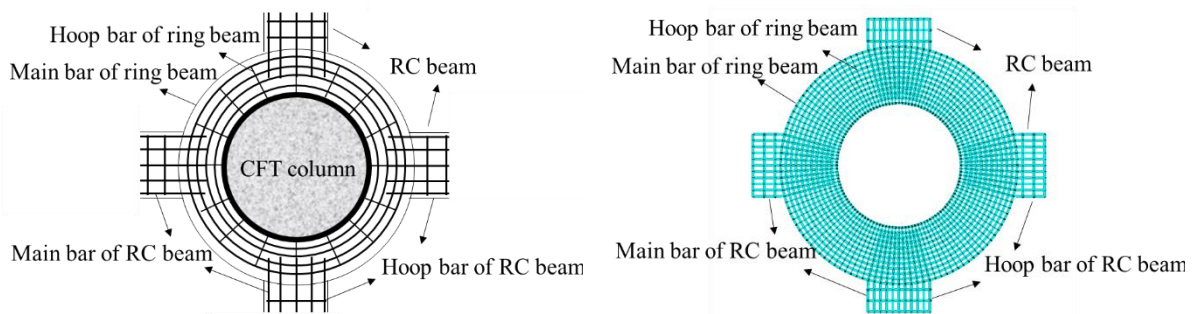 Hoop bar of ring beam
Main bar of ring beam
RC beam
CFT column
Main bar of RC beam
Hoop bar of RC beam
Hoop bar of ring beam
Main bar of ring beam
RC beam
Main bar of RC beam
Hoop bar of RC beam